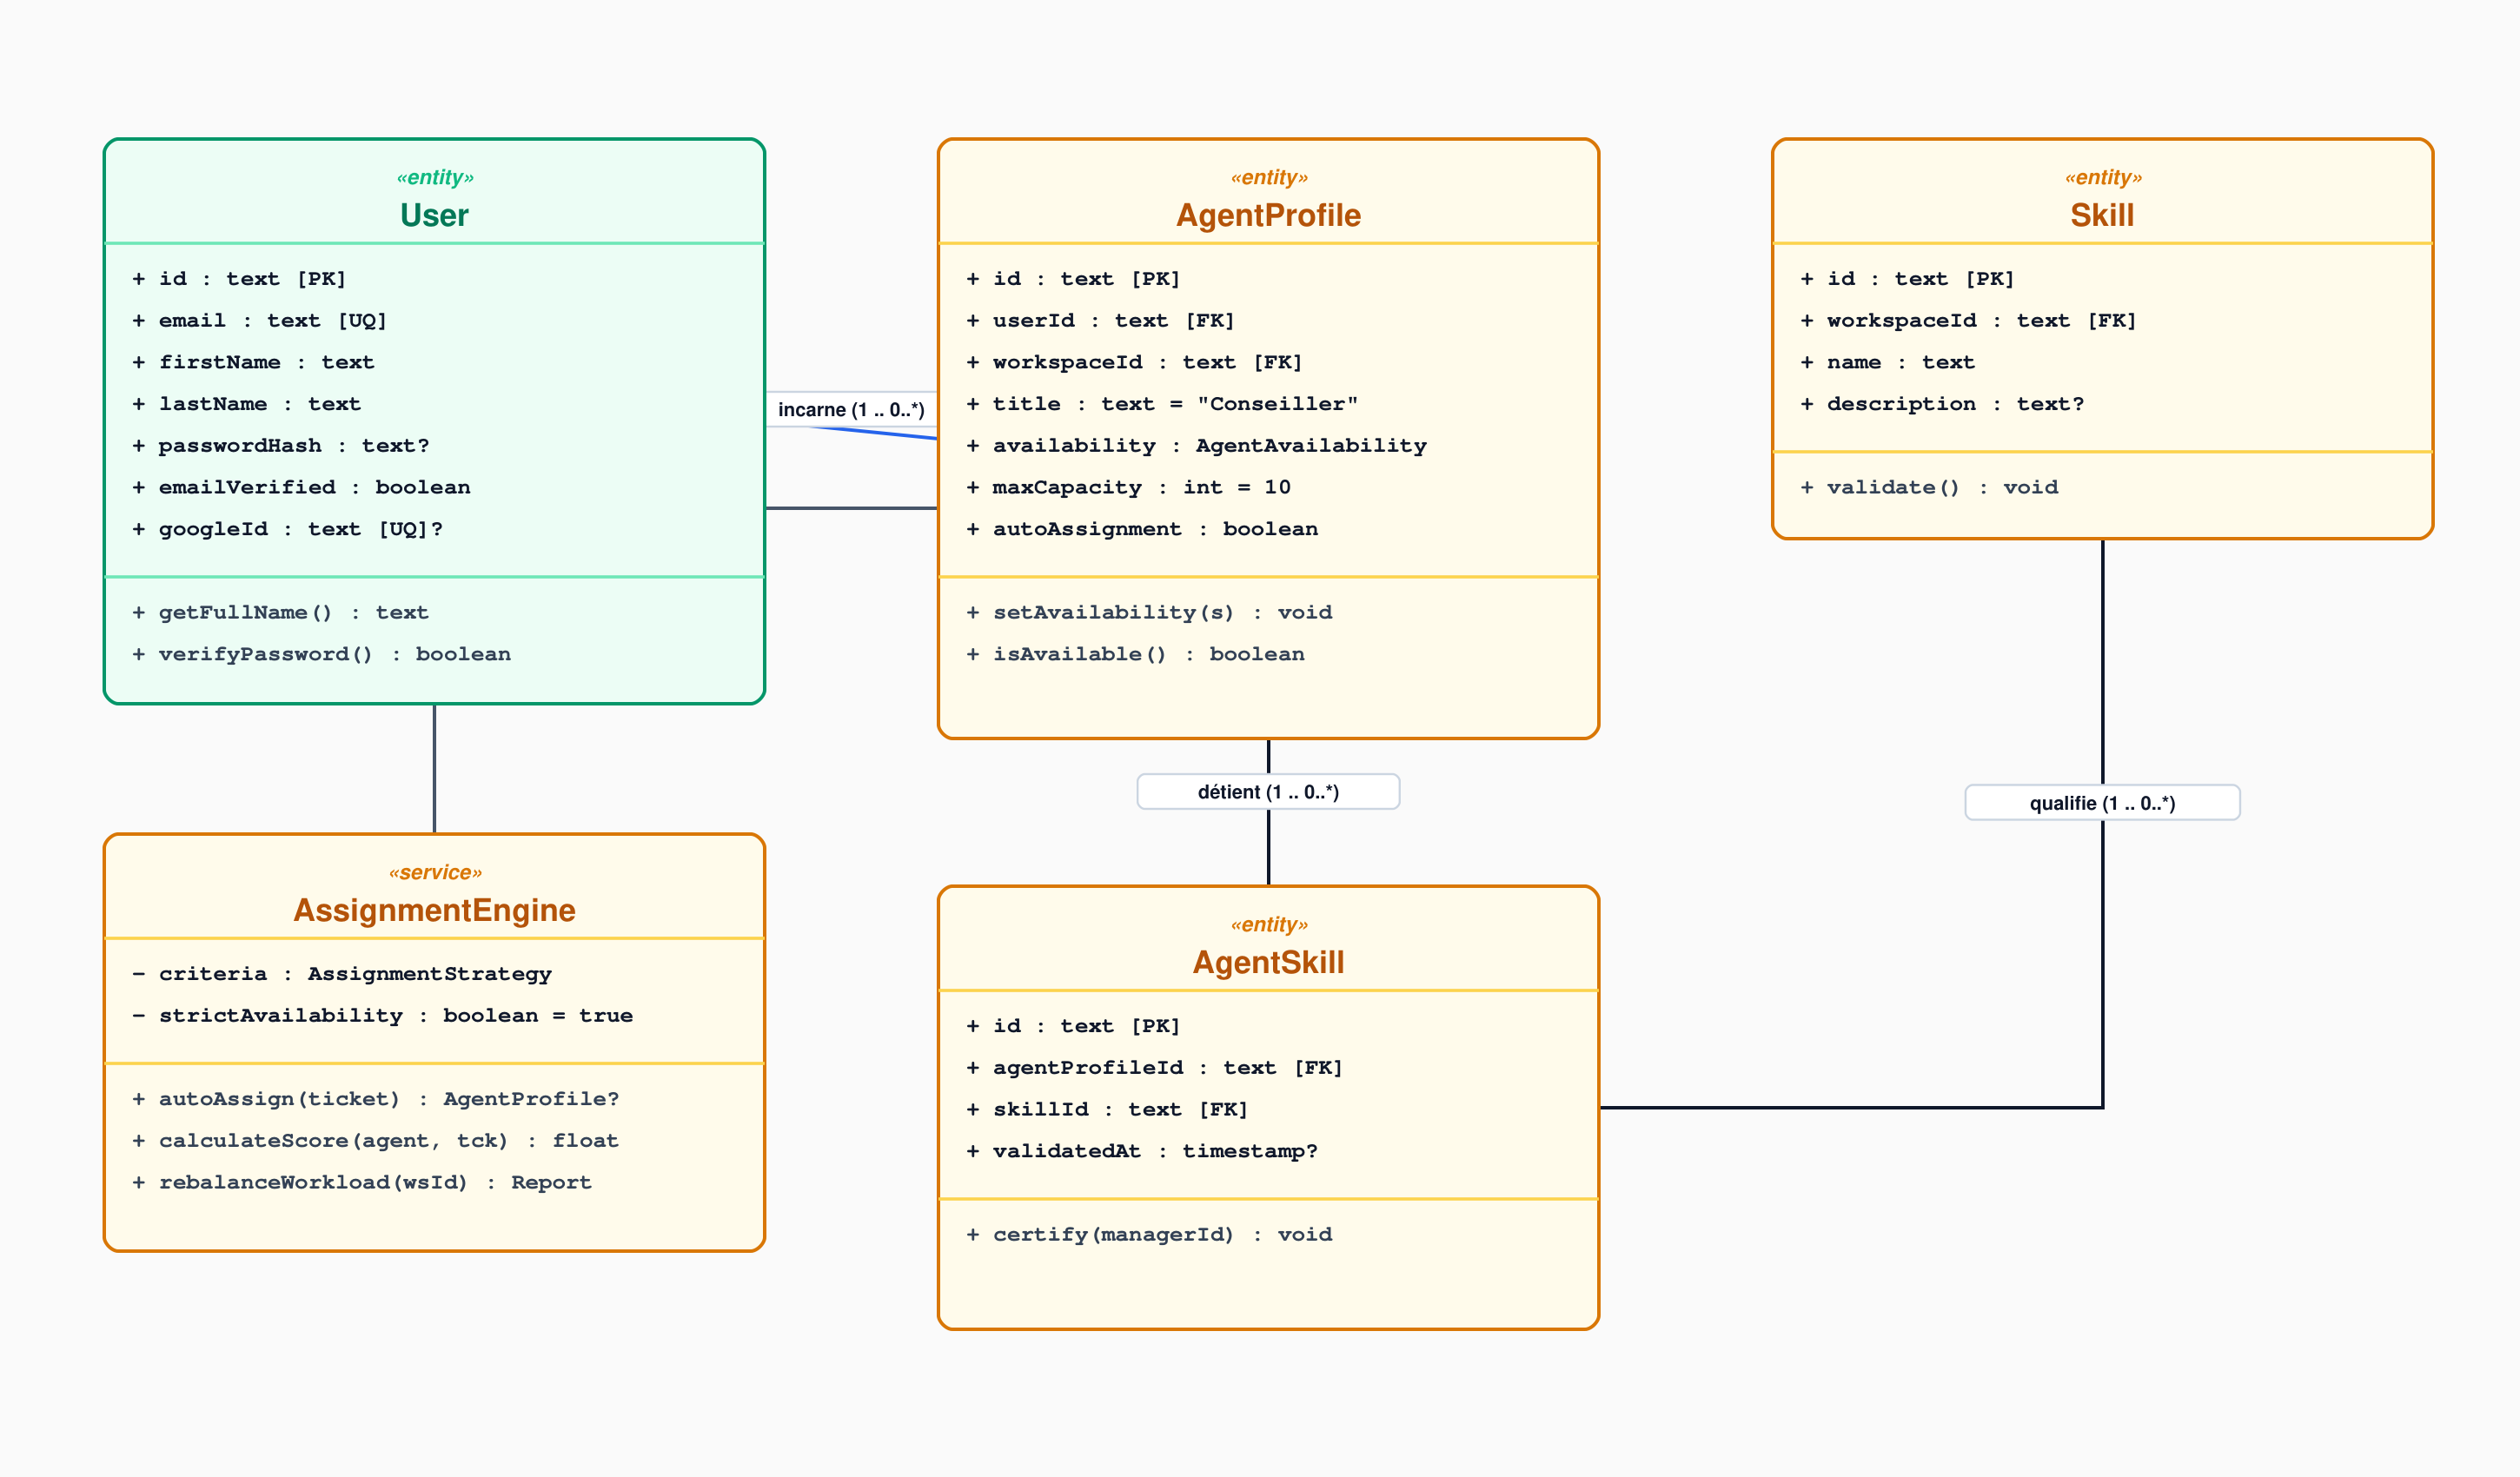 «entity»
User
+ id : text [PK]
+ email : text [UQ]
+ firstName : text
+ lastName : text
+ passwordHash : text?
+ emailVerified : boolean
+ googleId : text [UQ]?
+ getFullName() : text
+ verifyPassword() : boolean
incarne (1 .. 0..*)
«entity»
AgentProfile
+ id : text [PK]
+ userId : text [FK]
+ workspaceId : text [FK]
+ title : text = "Conseiller"
+ availability : AgentAvailability
+ maxCapacity : int = 10
+ autoAssignment : boolean
+ setAvailability(s) : void
+ isAvailable() : boolean
«entity»
Skill
+ id : text [PK]
+ workspaceId : text [FK]
+ name : text
+ description : text?
+ validate() : void
détient (1 .. 0..*)
qualifie (1 .. 0..*)
«service»
AssignmentEngine
− criteria : AssignmentStrategy
− strictAvailability : boolean = true
+ autoAssign(ticket) : AgentProfile?
+ calculateScore(agent, tck) : float
+ rebalanceWorkload(wsId) : Report
«entity»
AgentSkill
+ id : text [PK]
+ agentProfileId : text [FK]
+ skillId : text [FK]
+ validatedAt : timestamp?
+ certify(managerId) : void